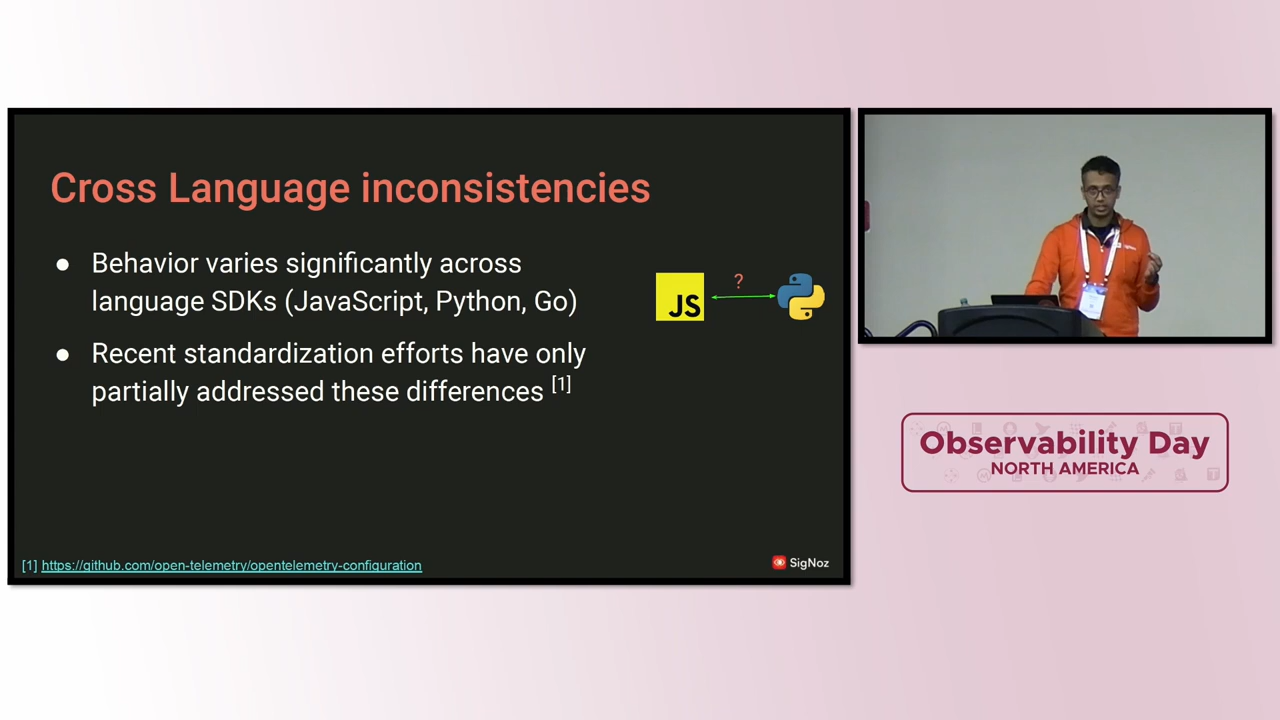 Cross Language inconsistencies
● Behavior varies significantly across
language SDKs (JavaScript, Python, Go)
● Recent standardization efforts have only
partially addressed these differences [1]
JS
?
[1] https://github.com/open-telemetry/opentelemetry-configuration
SigNoz
Observability Day
NORTH AMERICA